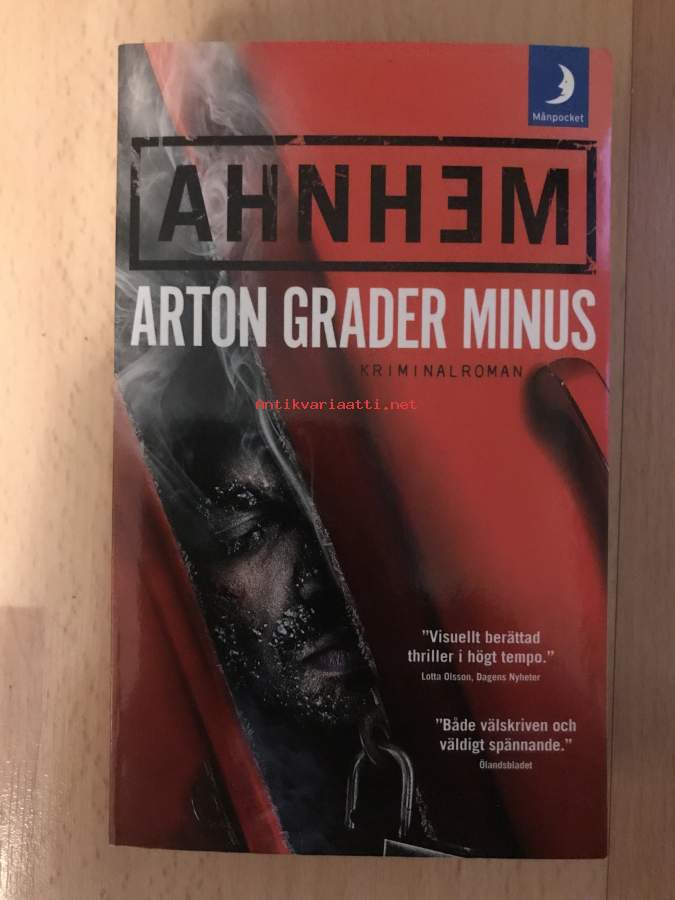 Månpocket
AHNHEM
ARTON GRADER MINUS
KRIMINALROMAN
Antikvariaatti.net
”Visuellt berättad
thriller i högt tempo.”
Lotta Olsson, Dagens Nyheter
”Både välskriven och
väldigt spännande.”
Ölandsbladet